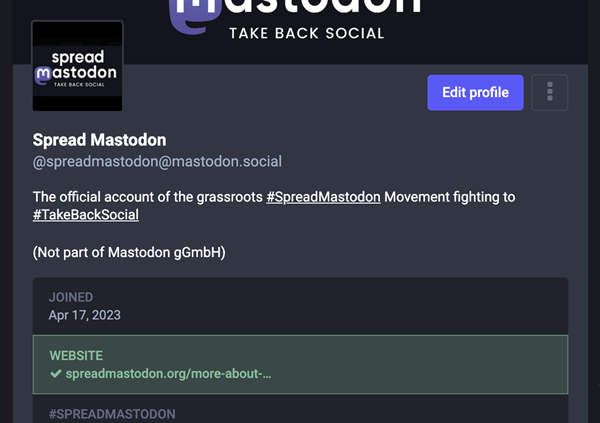 mastodon
TAKE BACK SOCIAL
spread
mastodon
TAKE BACK SOCIAL
Edit profile
Spread Mastodon
@spreadmastodon@mastodon.social
The official account of the grassroots #SpreadMastodon Movement fighting to
#TakeBackSocial
(Not part of Mastodon gGmbH)
JOINED
Apr 17, 2023
WEBSITE
✔ spreadmastodon.org/more-about-…
#SPREADMASTODON